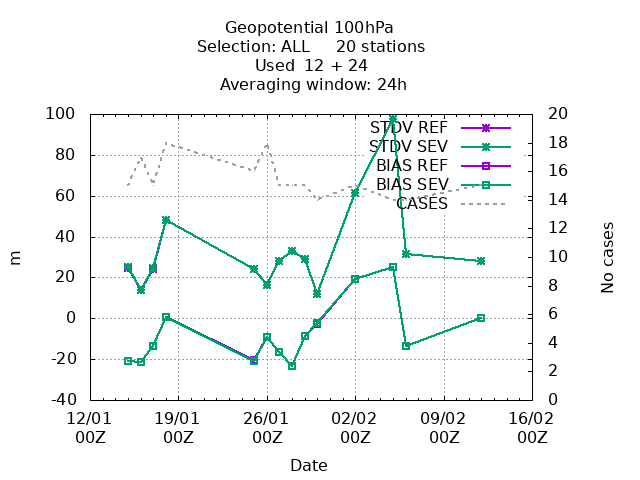 Geopotential 100hPa
Selection: ALL     20 stations
Used  12 + 24
Averaging window: 24h
100
80
60
40
20
0
-20
-40
m
20
18
16
14
12
10
8
6
4
2
0
No cases
STDV REF
STDV SEV
BIAS REF
BIAS SEV
CASES
12/01 19/01 26/01 02/02 09/02 16/02
00Z 00Z 00Z 00Z 00Z 00Z
Date